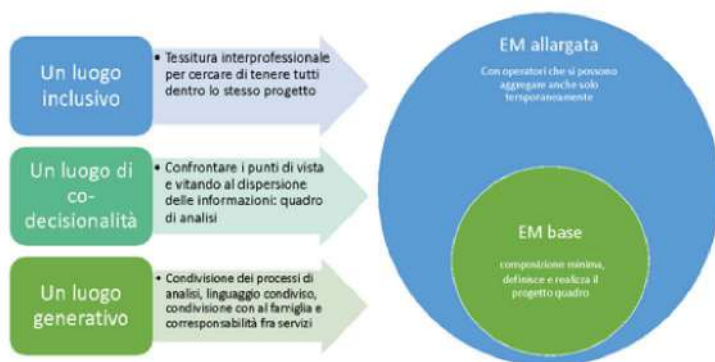 Un luogo
inclusivo
• Tessitura interprofessionale
per cercare di tenere tutti
dentro lo stesso progetto
Un luogo di
co-
decisionalità
• Confrontare i punti di vista
e vitando al dispersione
delle informazioni: quadro
di analisi
Un luogo
generativo
• Condivisione dei processi di
analisi, linguaggio condiviso,
condivisione con al famiglia e
corresponsabilità fra servizi
EM allargata
Con operatori che si possono
aggregare anche solo
temporaneamente
EM base
composizione minima,
definisce e realizza il
progetto quadro